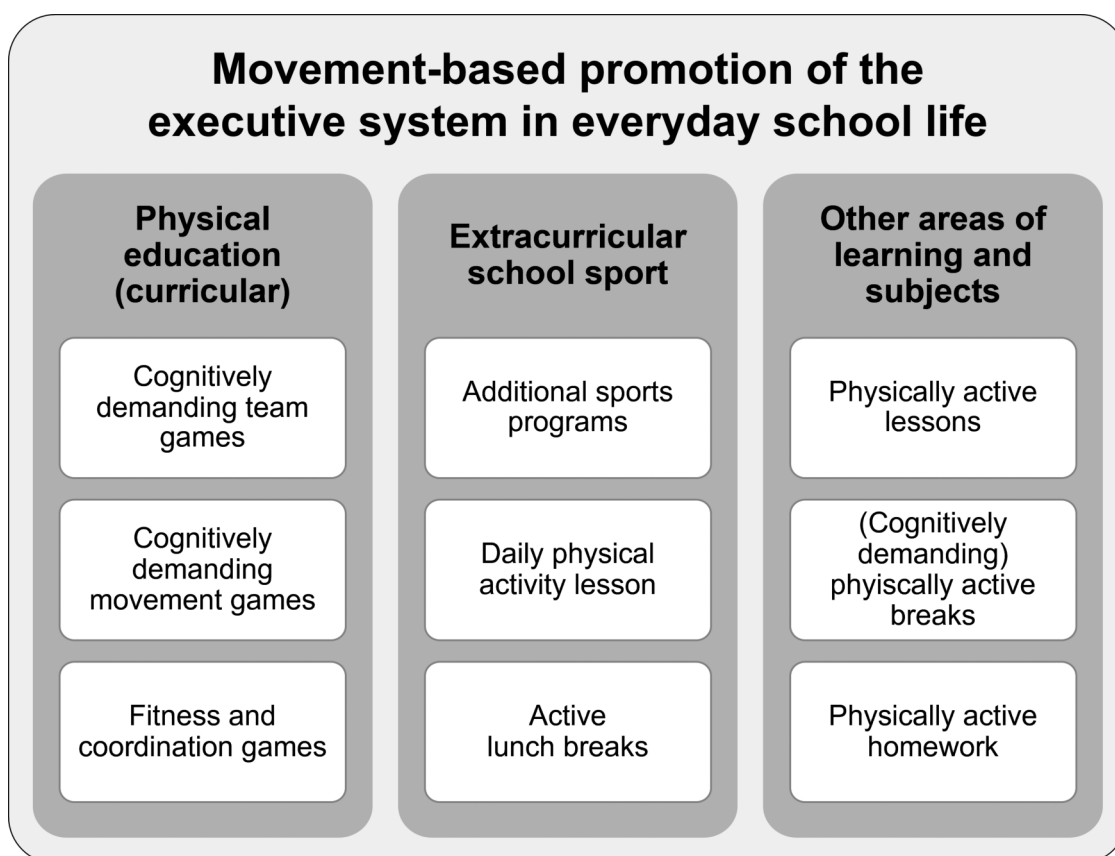 Movement-based promotion of the
executive system in everyday school life
Physical
education
(curricular)
Cognitively
demanding team
games
Cognitively
demanding
movement games
Fitness and
coordination games
Extracurricular
school sport
Additional sports
programs
Daily physical
activity lesson
Active
lunch breaks
Other areas of
learning and
subjects
Physically active
lessons
(Cognitively
demanding)
phyiscally active
breaks
Physically active
homework